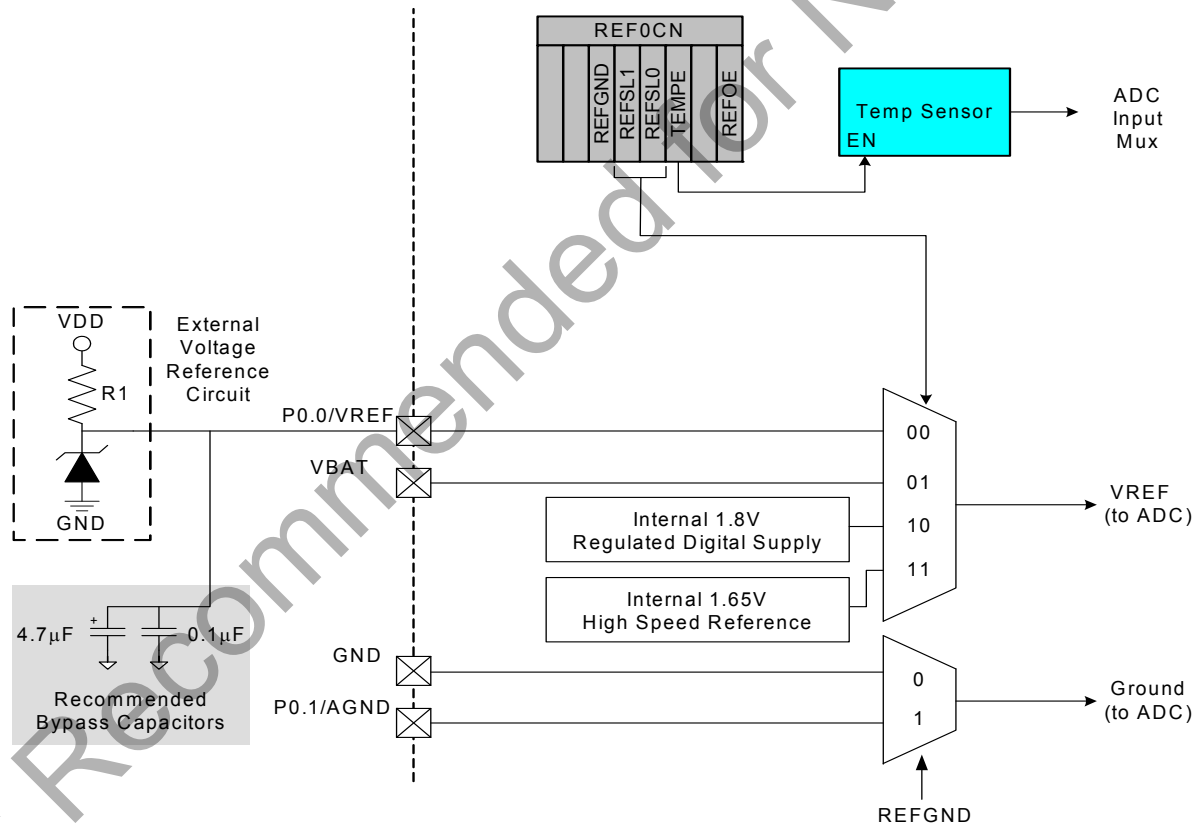 REF0CN
REFGND
REFSL1
REFSL0
TEMPE
REFOE
Temp Sensor
EN
ADC
Input
Mux
VDD
R1
GND
External
Voltage
Reference
Circuit
P0.0/VREF
VBAT
00
01
10
11
Internal 1.8V
Regulated Digital Supply
Internal 1.65V
High Speed Reference
VREF
(to ADC)
4.7µF
+
0.1µF
Recommended
Bypass Capacitors
GND
P0.1/AGND
0
1
Ground
(to ADC)
REFGND
Recommended for N